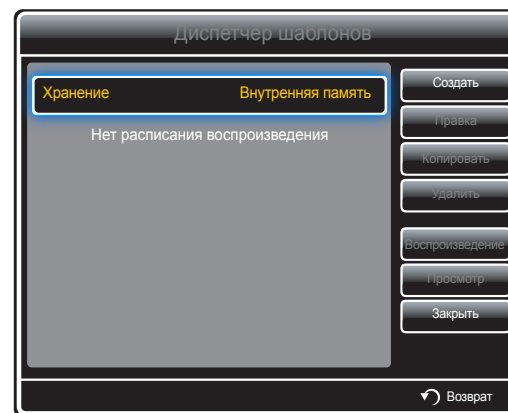 Диспетчер шаблонов
Хранение Внутренняя память
Нет расписания воспроизведения
Создать
Правка
Копировать
Удалить
Воспроизведение
Просмотр
Закрыть
Возврат